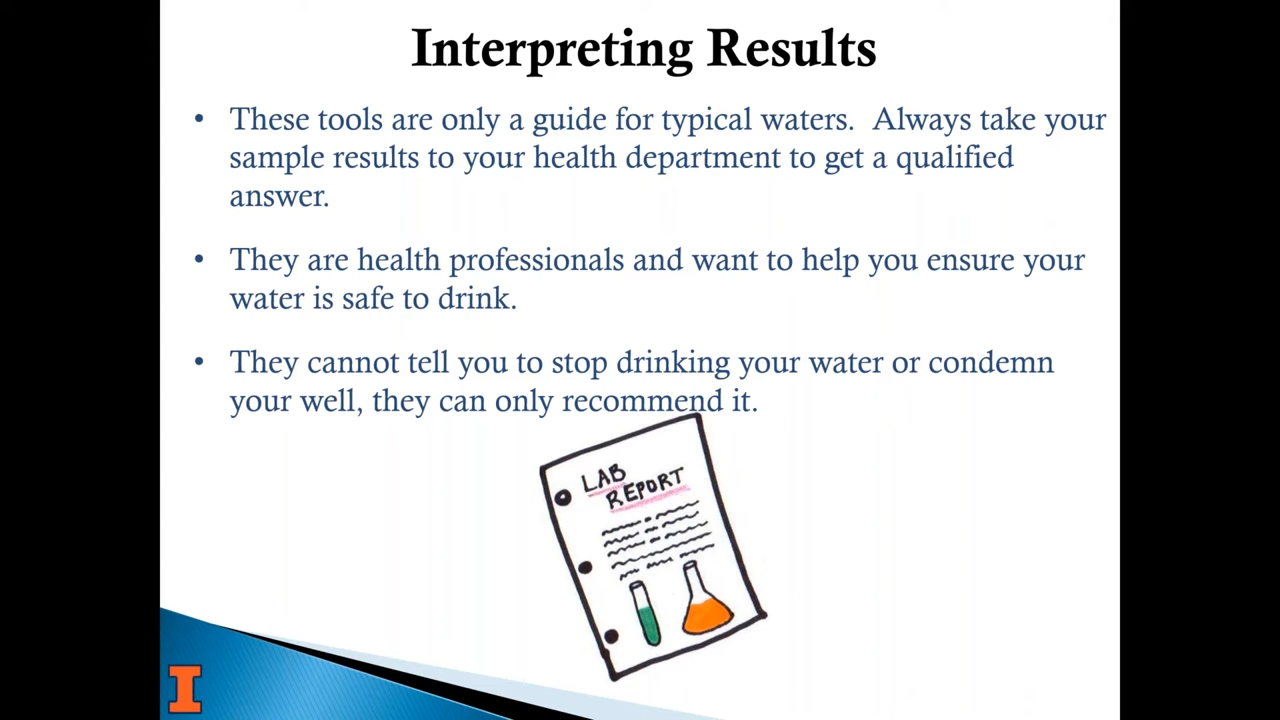 Interpreting Results
• These tools are only a guide for typical waters.  Always take your
sample results to your health department to get a qualified
answer.
• They are health professionals and want to help you ensure your
water is safe to drink.
• They cannot tell you to stop drinking your water or condemn
your well, they can only recommend it.
LAB
REPORT
I